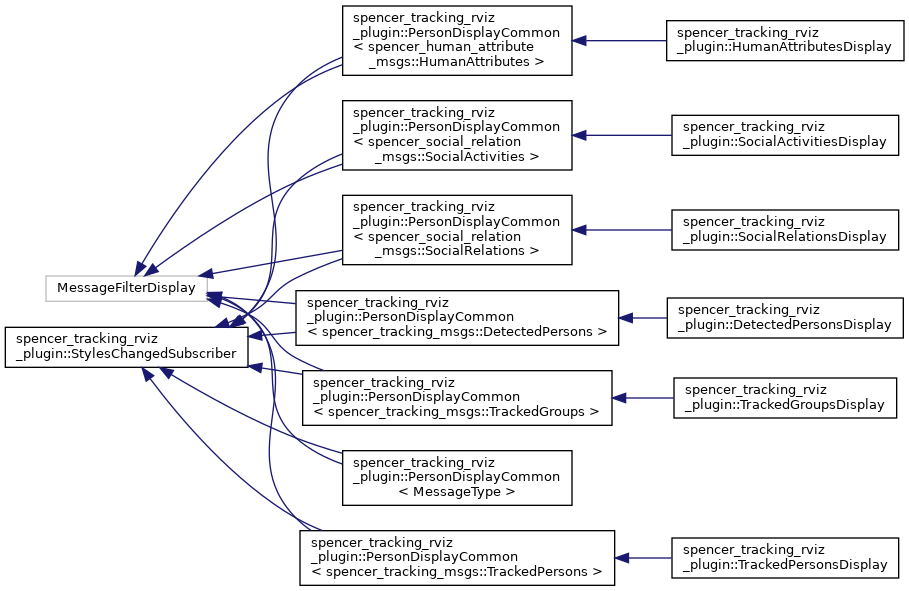 spencer_tracking_rviz
_plugin::PersonDisplayCommon
< spencer_human_attribute
_msgs::HumanAttributes >
spencer_tracking_rviz
_plugin::HumanAttributesDisplay
spencer_tracking_rviz
_plugin::PersonDisplayCommon
< spencer_social_relation
_msgs::SocialActivities >
spencer_tracking_rviz
_plugin::SocialActivitiesDisplay
spencer_tracking_rviz
_plugin::PersonDisplayCommon
< spencer_social_relation
_msgs::SocialRelations >
spencer_tracking_rviz
_plugin::SocialRelationsDisplay
MessageFilterDisplay
spencer_tracking_rviz
_plugin::StylesChangedSubscriber
spencer_tracking_rviz
_plugin::PersonDisplayCommon
< spencer_tracking_msgs::DetectedPersons >
spencer_tracking_rviz
_plugin::DetectedPersonsDisplay
spencer_tracking_rviz
_plugin::PersonDisplayCommon
< spencer_tracking_msgs::TrackedGroups >
spencer_tracking_rviz
_plugin::TrackedGroupsDisplay
spencer_tracking_rviz
_plugin::PersonDisplayCommon
< MessageType >
spencer_tracking_rviz
_plugin::PersonDisplayCommon
< spencer_tracking_msgs::TrackedPersons >
spencer_tracking_rviz
_plugin::TrackedPersonsDisplay